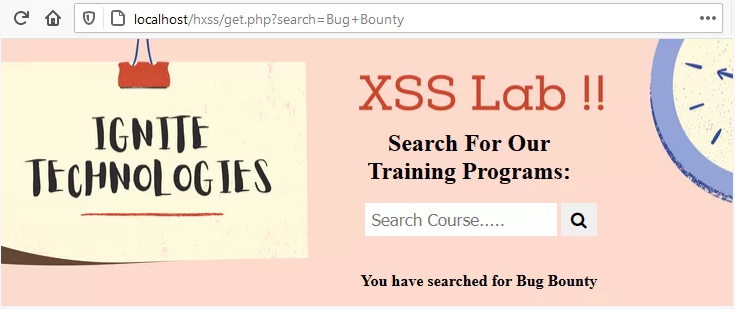 localhost/hxss/get.php?search=Bug+Bounty
IGNITE
TECHNOLOGIES
XSS Lab !!
Search For Our
Training Programs:
Search Course.....
You have searched for Bug Bounty